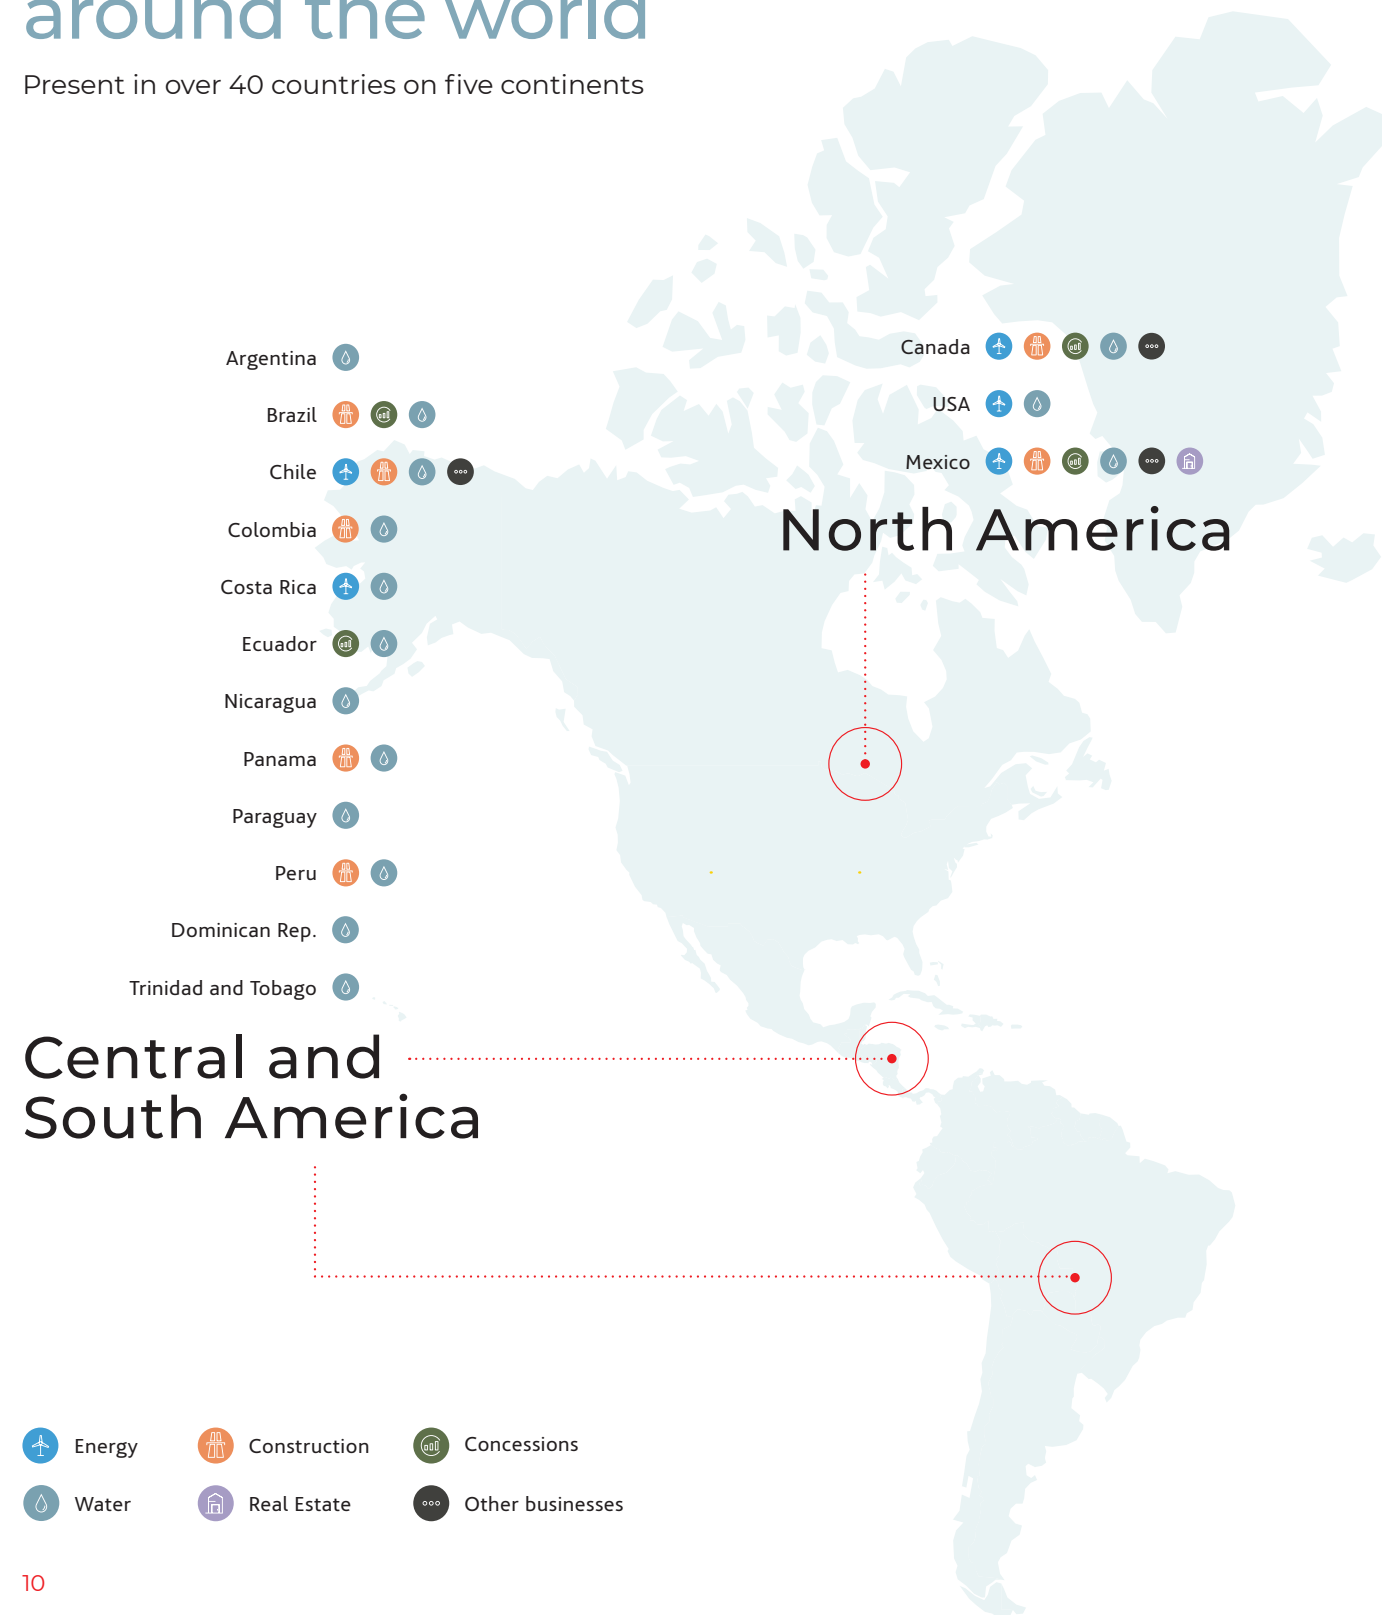 around the world
Present in over 40 countries on five continents
Argentina
Brazil
Chile
Colombia
Costa Rica
Ecuador
Nicaragua
Panama
Paraguay
Peru
Dominican Rep.
Trinidad and Tobago
Central and
South America
Canada
USA
Mexico
North America
Energy
Construction
Concessions
Water
Real Estate
Other businesses
10